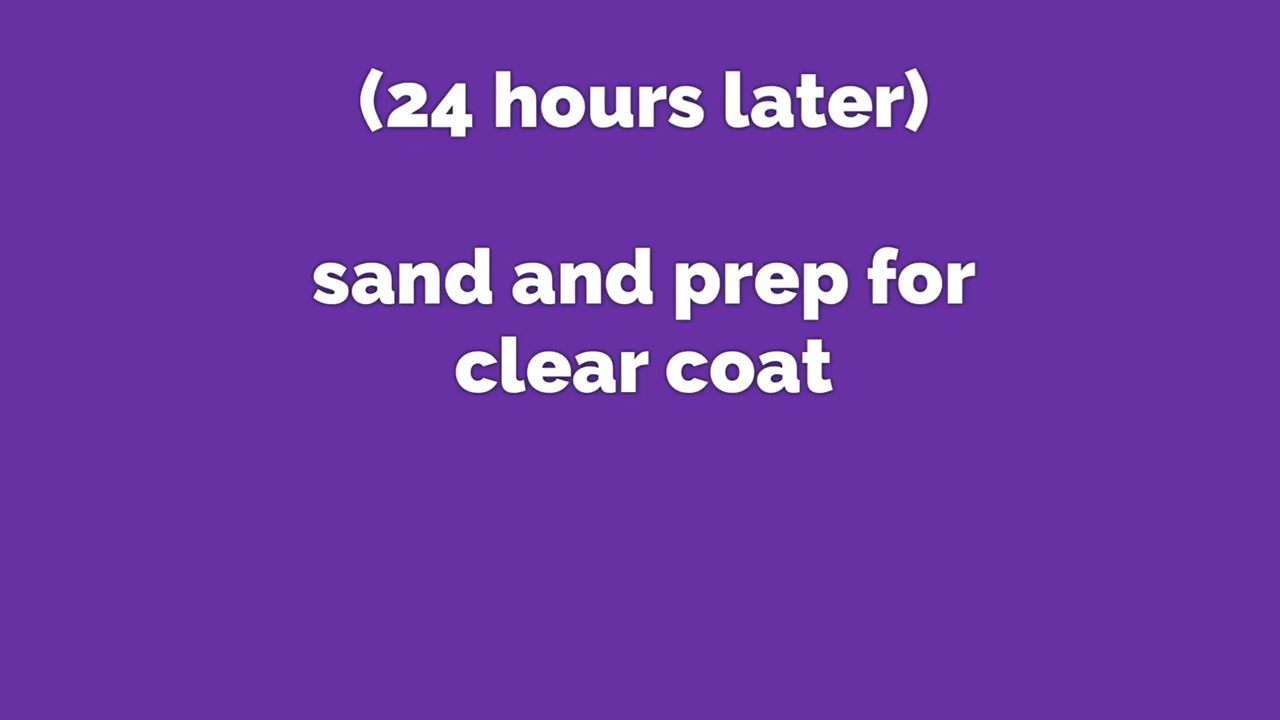 (24 hours later)
sand and prep for
clear coat